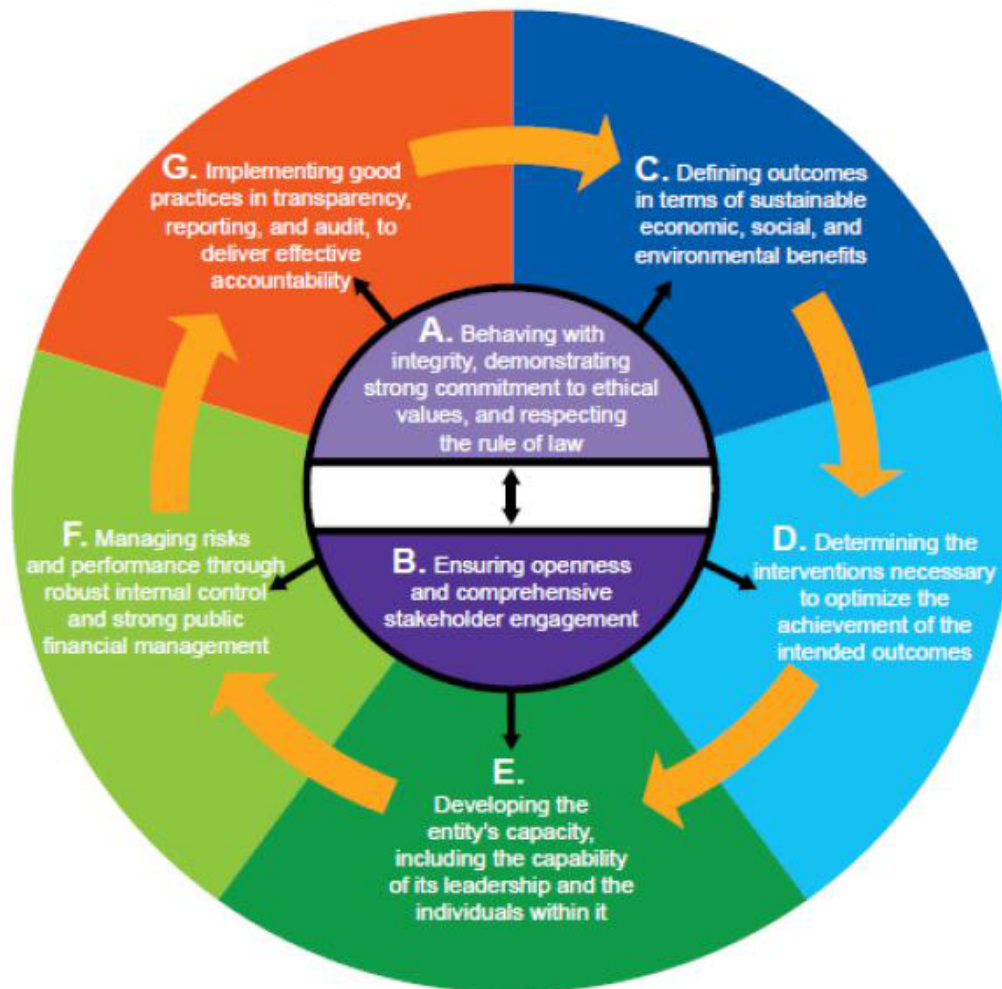 G. Implementing good
practices in transparency,
reporting, and audit, to
deliver effective
accountability
C. Defining outcomes
in terms of sustainable
economic, social, and
environmental benefits
A. Behaving with
integrity, demonstrating
strong commitment to ethical
values, and respecting
the rule of law
B. Ensuring openness
and comprehensive
stakeholder engagement
F. Managing risks
and performance through
robust internal control
and strong public
financial management
D. Determining the
interventions necessary
to optimize the
achievement of the
intended outcomes
E.
Developing the
entity's capacity,
including the capability
of its leadership and the
individuals within it